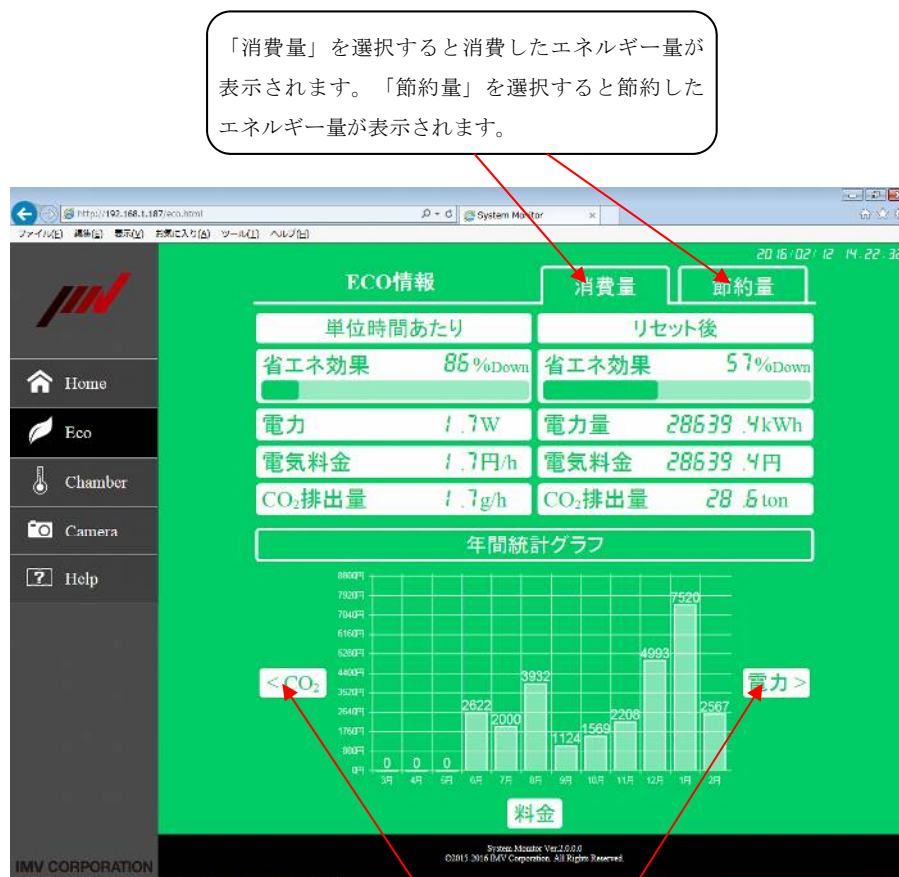 「消費量」を選択すると消費したエネルギー量が
表示されます。「節約量」を選択すると節約した
エネルギー量が表示されます。
http://192.168.1.187/eco.html
System Monitor
ファイル(E) 編集(E) 表示(V) お気に入り(A) ツール(T) ヘルプ(H)
2016/02/12 14:22:32
ECO情報
消費量
節約量
単位時間あたり
リセット後
省エネ効果 86%Down
省エネ効果 57%Down
Home
Eco
Chamber
Camera
Help
電力 1.7W
電力量 28639.4kWh
電気料金 1.7円/h
電気料金 28639.4円
CO₂排出量 1.7g/h
CO₂排出量 28.6ton
年間統計グラフ
8800円
7920円
7040円
6160円
5280円
4400円
3520円
2640円
1760円
880円
0円
0 0 0 2622 2000 3932 1124 1569 2208 4993 7520 2567
3月 4月 5月 6月 7月 8月 9月 10月 11月 12月 1月 2月
< CO₂
電力 >
料金
System Monitor Ver.2.0.0.0
©2015-2016 IMV Corporation. All Rights Reserved.
IMV CORPORATION